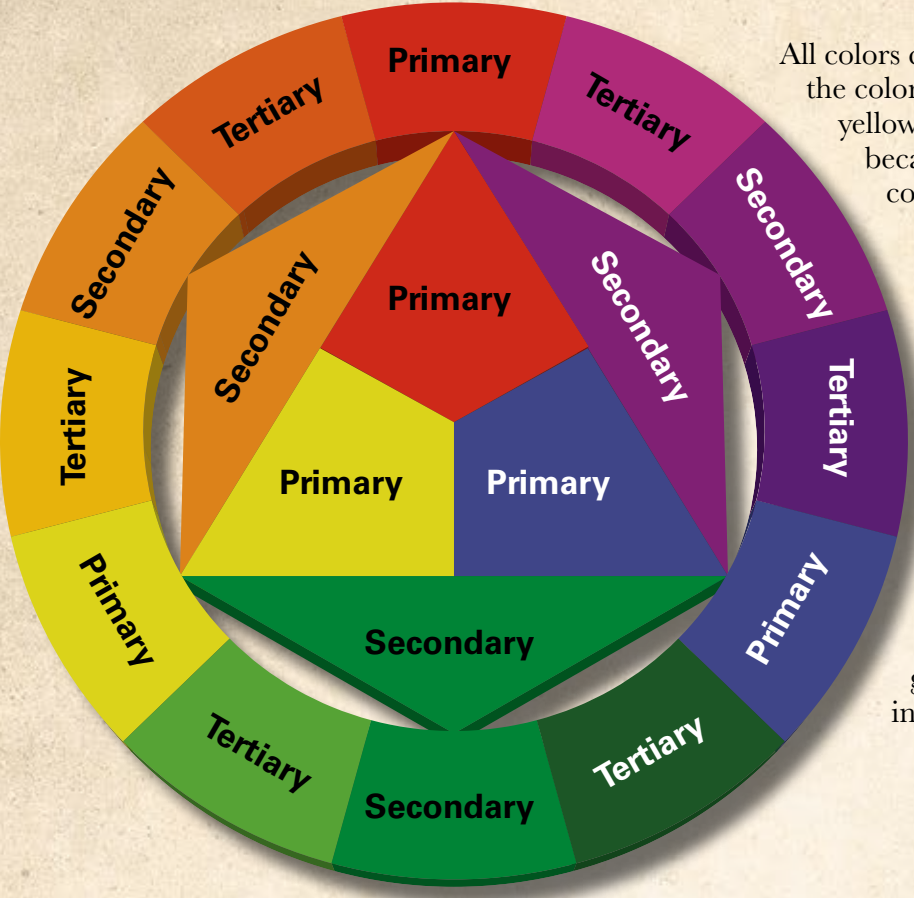 Primary
Tertiary
Secondary
Tertiary
Primary
Tertiary
Secondary
Tertiary
Primary
Tertiary
Secondary
Tertiary
Primary
Secondary
Primary
Secondary
Primary
Secondary
All colors
the color
yellow
beca
co
in